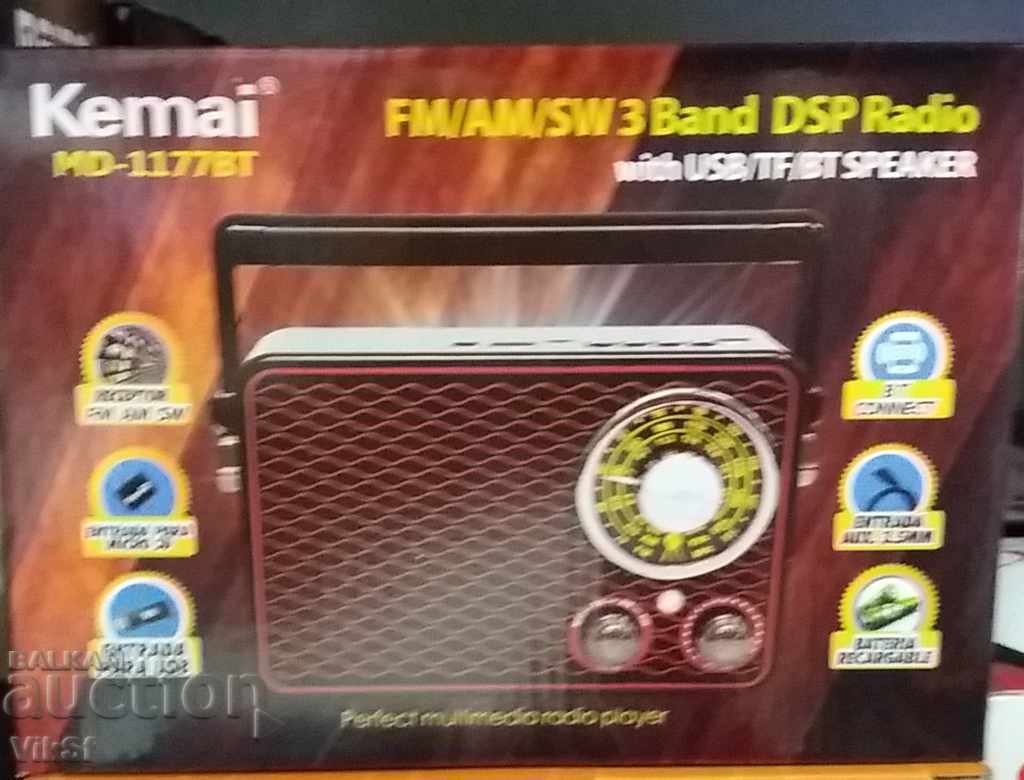 Kemai®
MD-1177BT
FM/AM/SW 3 Band DSP Radio
with USB/TF/BT SPEAKER
RECEPTOR
FM AM SW
ENTRADA PARA
MICRO SD
ENTRADA
PARA USB
BT
CONNECT
ENTRADA
AUX 3.5MM
BATERIA
RECARGABLE
Perfect multimedia radio player
BALKAN
auction
VikSt